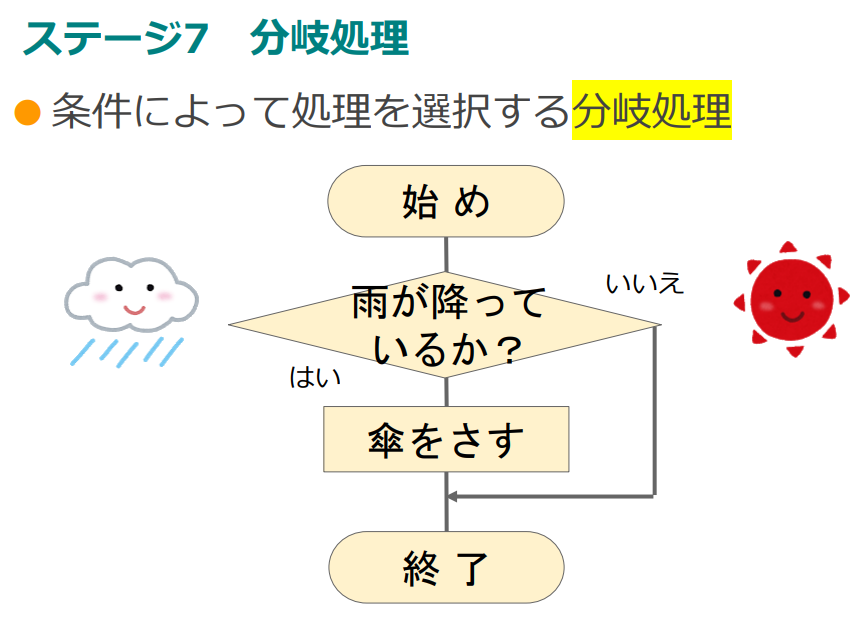 ステージ7　分岐処理
条件によって処理を選択する分岐処理
始 め
いいえ
雨が降って
いるか？
はい
傘をさす
終 了